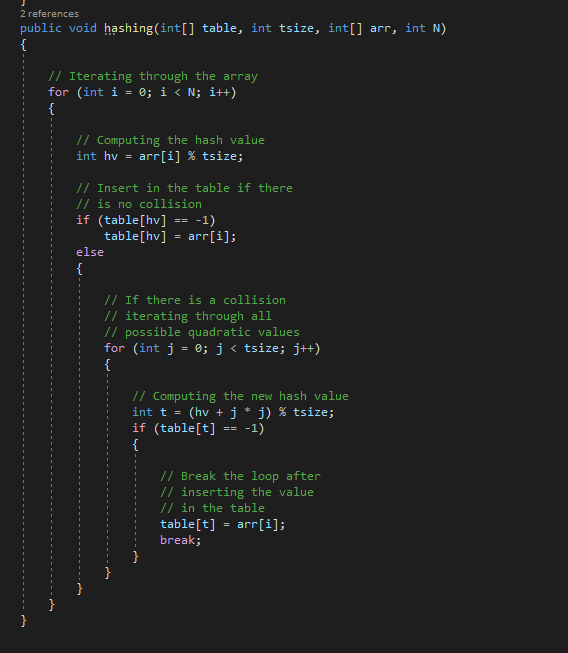 }
2 references
public void hashing(int[] table, int tsize, int[] arr, int N)
{
// Iterating through the array
for (int i = 0; i < N; i++)
{
// Computing the hash value
int hv = arr[i] % tsize;
// Insert in the table if there
// is no collision
if (table[hv] == -1)
table[hv] = arr[i];
else
{
// If there is a collision
// iterating through all
// possible quadratic values
for (int j = 0; j < tsize; j++)
{
// Computing the new hash value
int t = (hv + j * j) % tsize;
if (table[t] == -1)
{
// Break the loop after
// inserting the value
// in the table
table[t] = arr[i];
break;
}
}
}
}
}